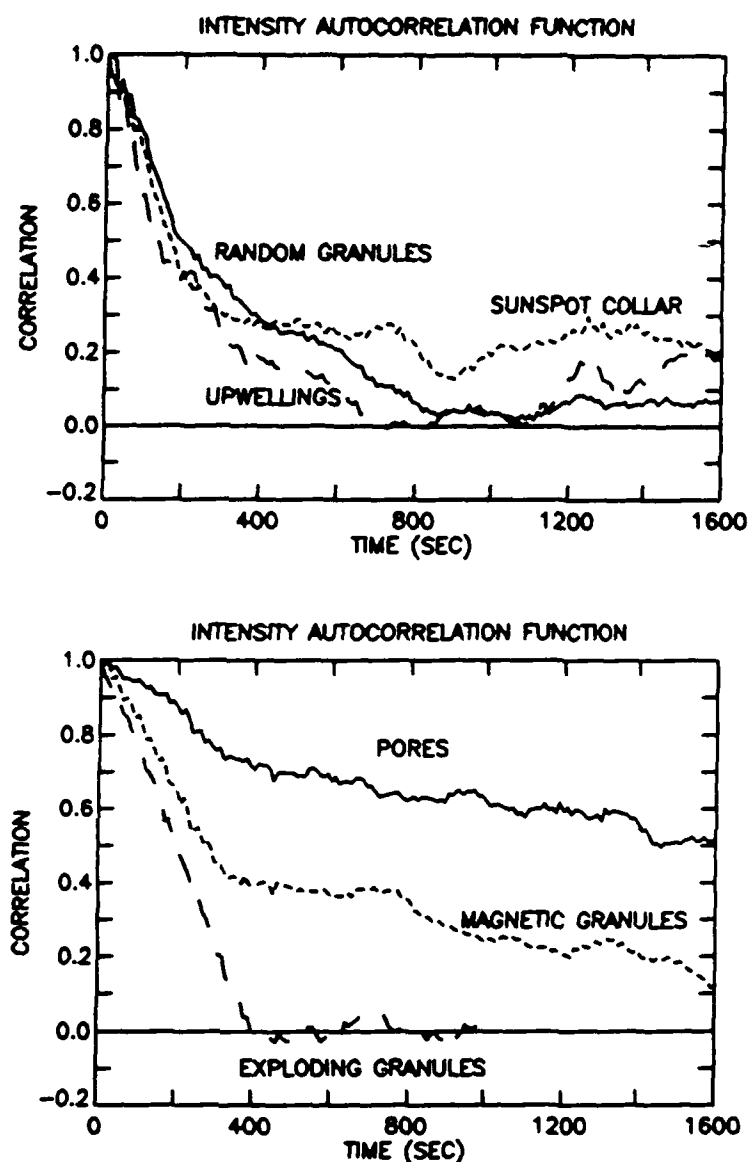 INTENSITY AUTOCORRELATION FUNCTION
1.0
0.8
0.6
0.4
0.2
0.0
-0.2
CORRELATION
RANDOM GRANULES
SUNSPOT COLLAR
UPWELLINGS
0 400 800 1200 1600
TIME (SEC)
INTENSITY AUTOCORRELATION FUNCTION
1.0
0.8
0.6
0.4
0.2
0.0
-0.2
CORRELATION
PORES
MAGNETIC GRANULES
EXPLODING GRANULES
0 400 800 1200 1600
TIME (SEC)